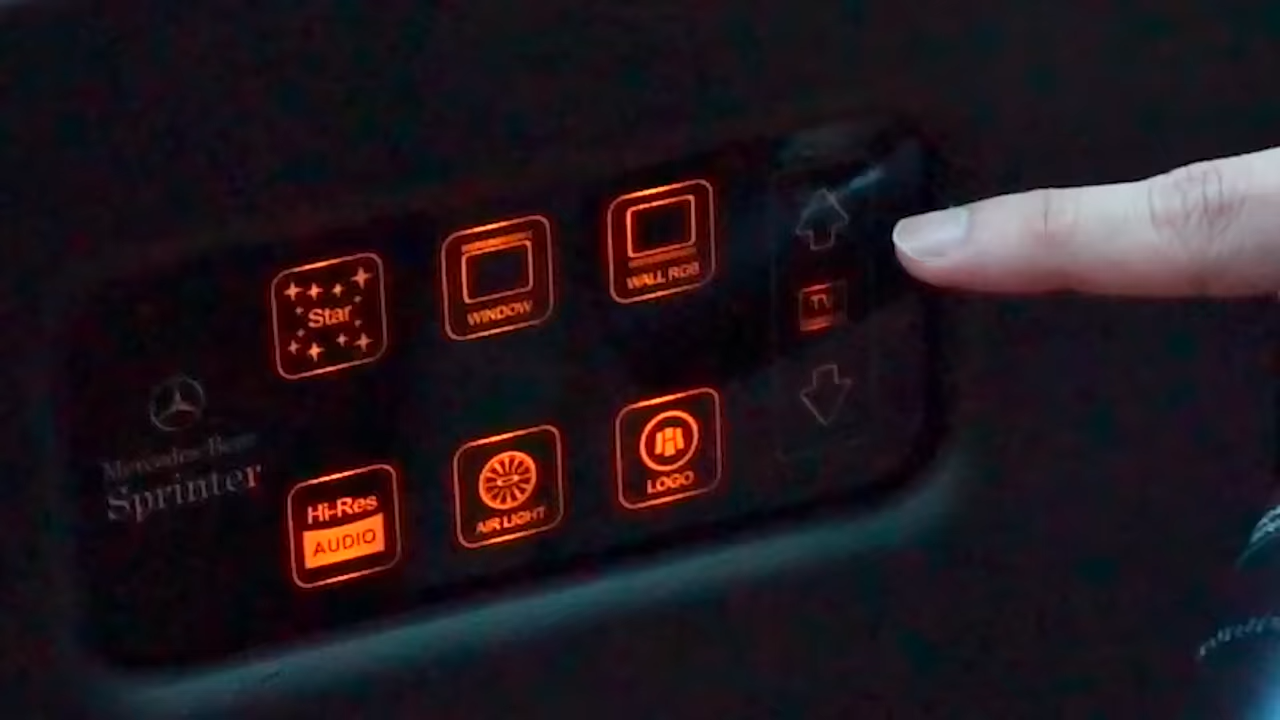 Star
WINDOW
WALL RGB
TV
Mercedes-Benz
Sprinter
Hi-Res
AUDIO
AIR LIGHT
LOGO